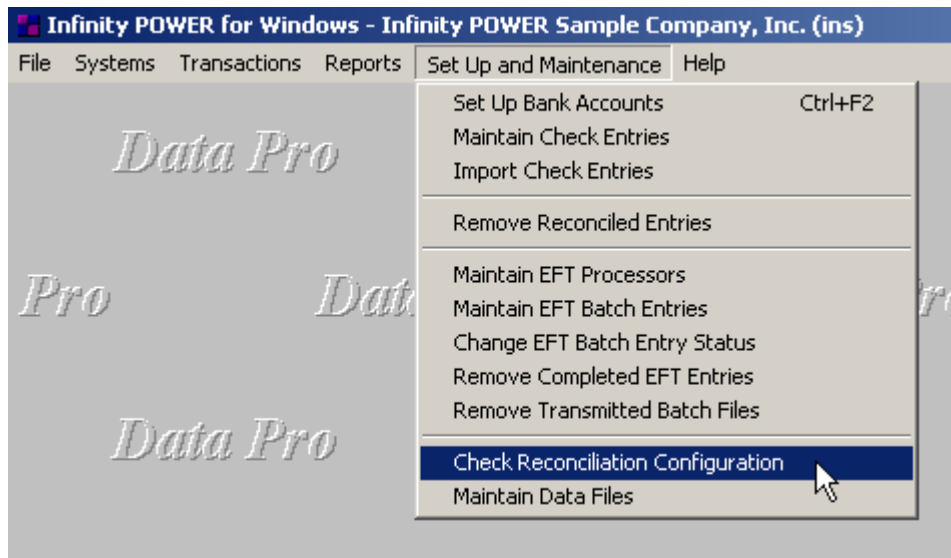 Infinity POWER for Windows - Infinity POWER Sample Company, Inc. (ins)
File Systems Transactions Reports Set Up and Maintenance Help
Set Up Bank Accounts Ctrl+F2
Maintain Check Entries
Data Pro
Import Check Entries
Remove Reconciled Entries
Maintain EFT Processors
Pro Dat
Maintain EFT Batch Entries
Change EFT Batch Entry Status
Remove Completed EFT Entries
Remove Transmitted Batch Files
Data Pro
Check Reconciliation Configuration
Maintain Data Files